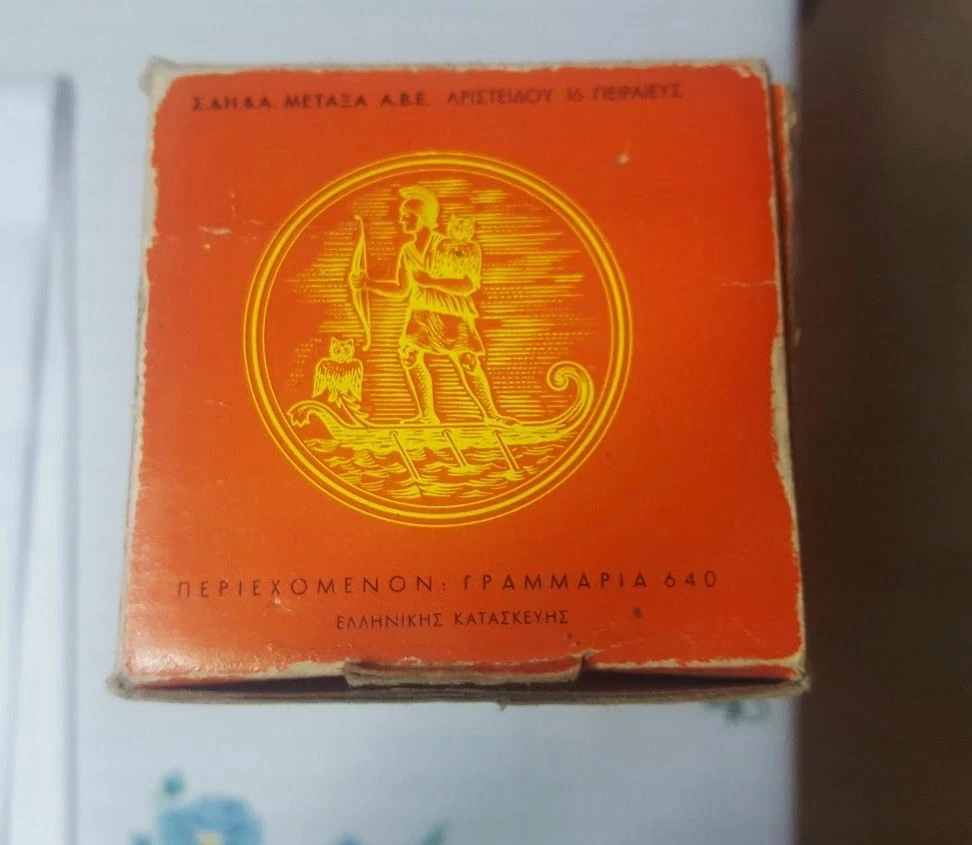 Σ. & Η & Α. ΜΕΤΑΞΑ Α.Β.Ε. ΑΡΙΣΤΕΙΔΟΥ 16 ΠΕΙΡΑΙΕΥΣ
ΠΕΡΙΕΧΟΜΕΝΟΝ: ΓΡΑΜΜΑΡΙΑ 640
ΕΛΛΗΝΙΚΗΣ ΚΑΤΑΣΚΕΥΗΣ